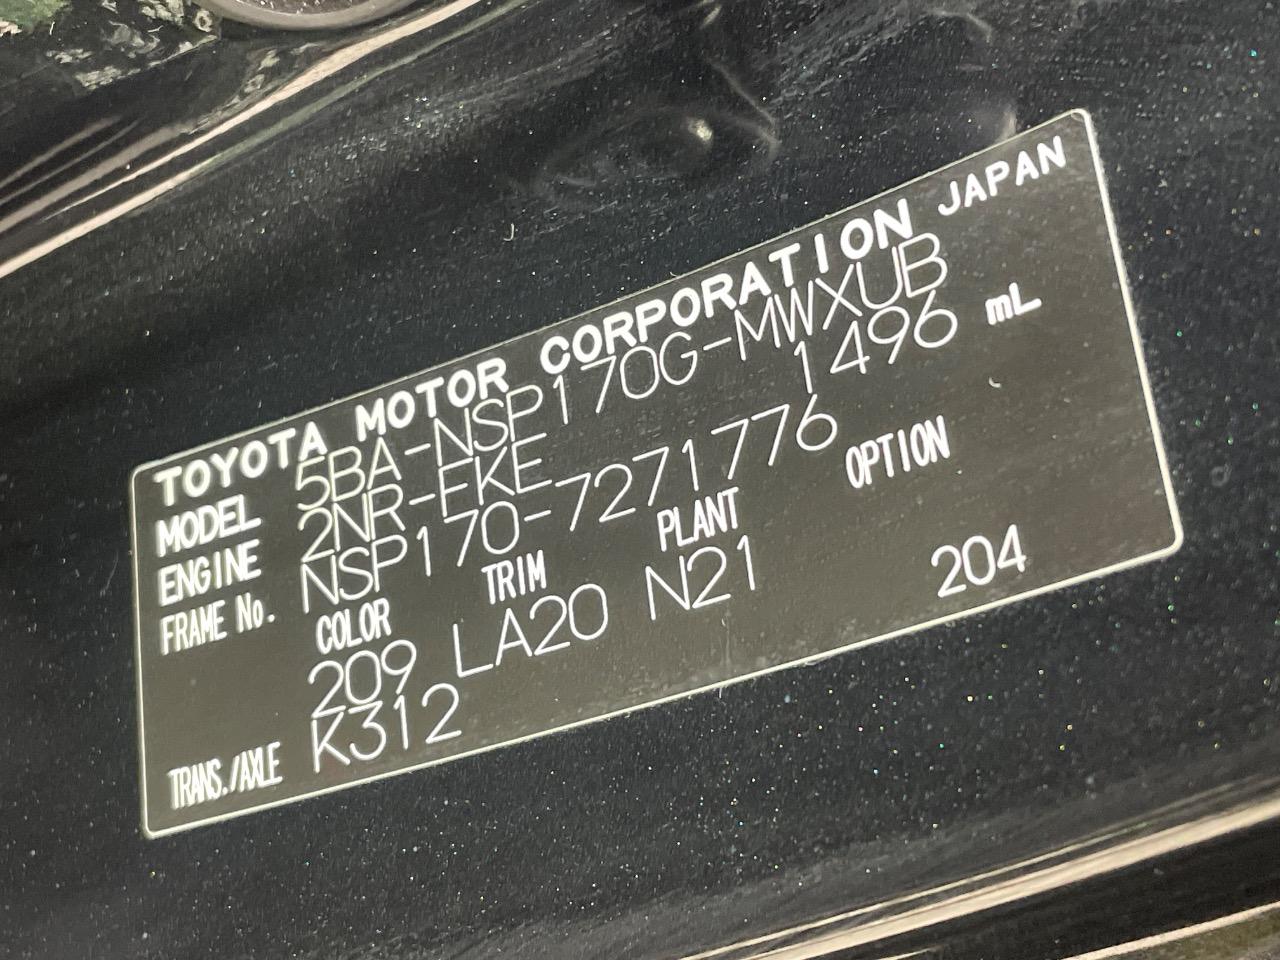 TOYOTA MOTOR CORPORATION JAPAN
MODEL 5BA-NSP170G-MWXUB
ENGINE 2NR-FKE 1496 mL
FRAME No. NSP170-7271776
COLOR TRIM PLANT OPTION
209 LA20 N21 204
TRANS./AXLE K312